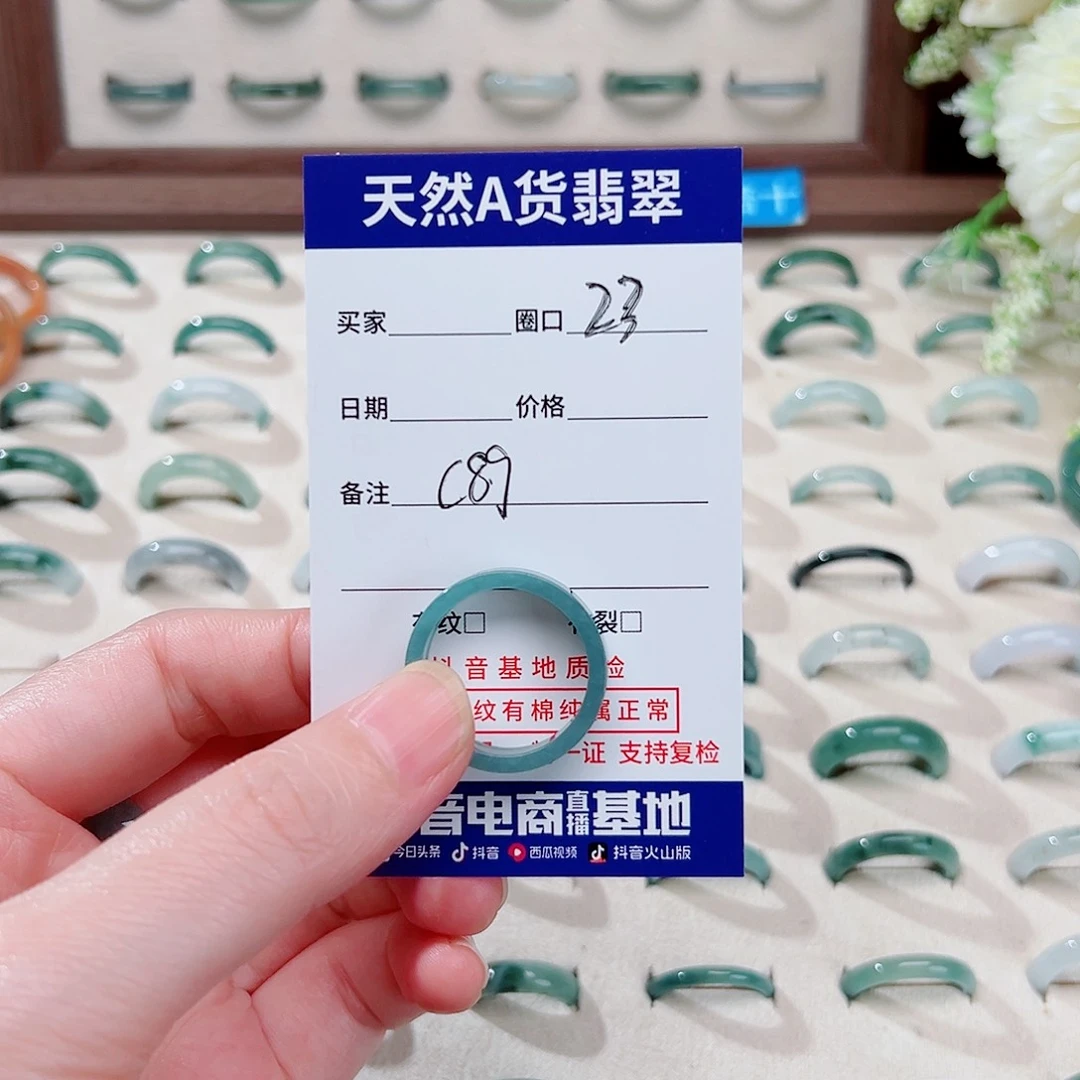 天然A货翡翠
买家 圈口 23
日期 价格
备注 C89
纹□ 裂□
抖音基地质检
纹有棉纯属正常
一证 支持复检
音电商直播基地
今日头条 抖音 西瓜视频 抖音火山版